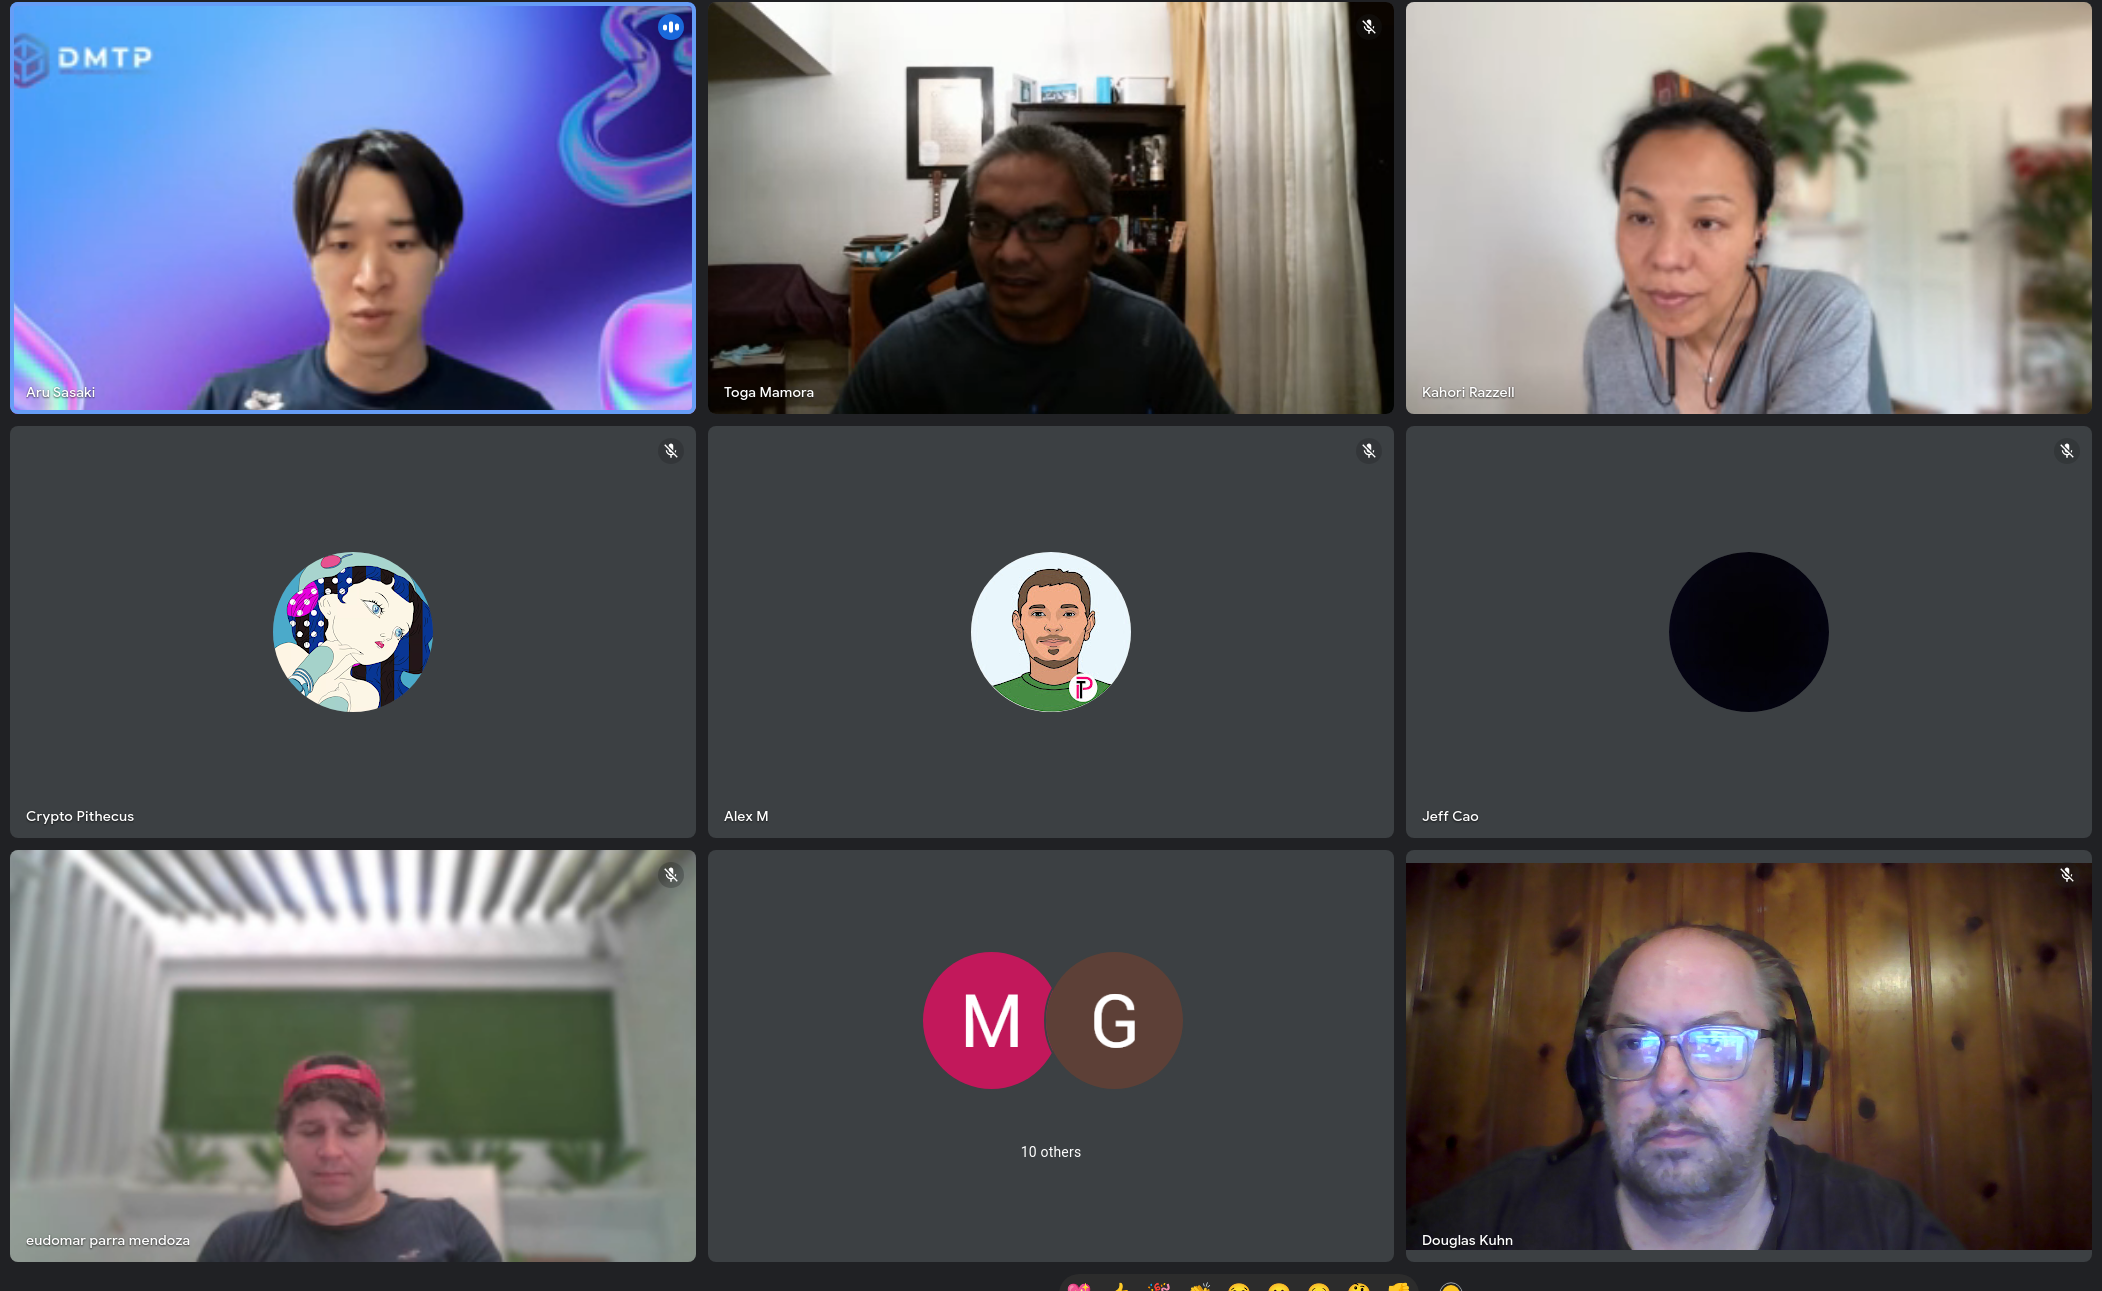 DMTP
Aru Sasaki
Toga Mamora
Kahori Razzell
Crypto Pithecus
Alex M
Jeff Cao
eudomar parra mendoza
M G
10 others
Douglas Kuhn